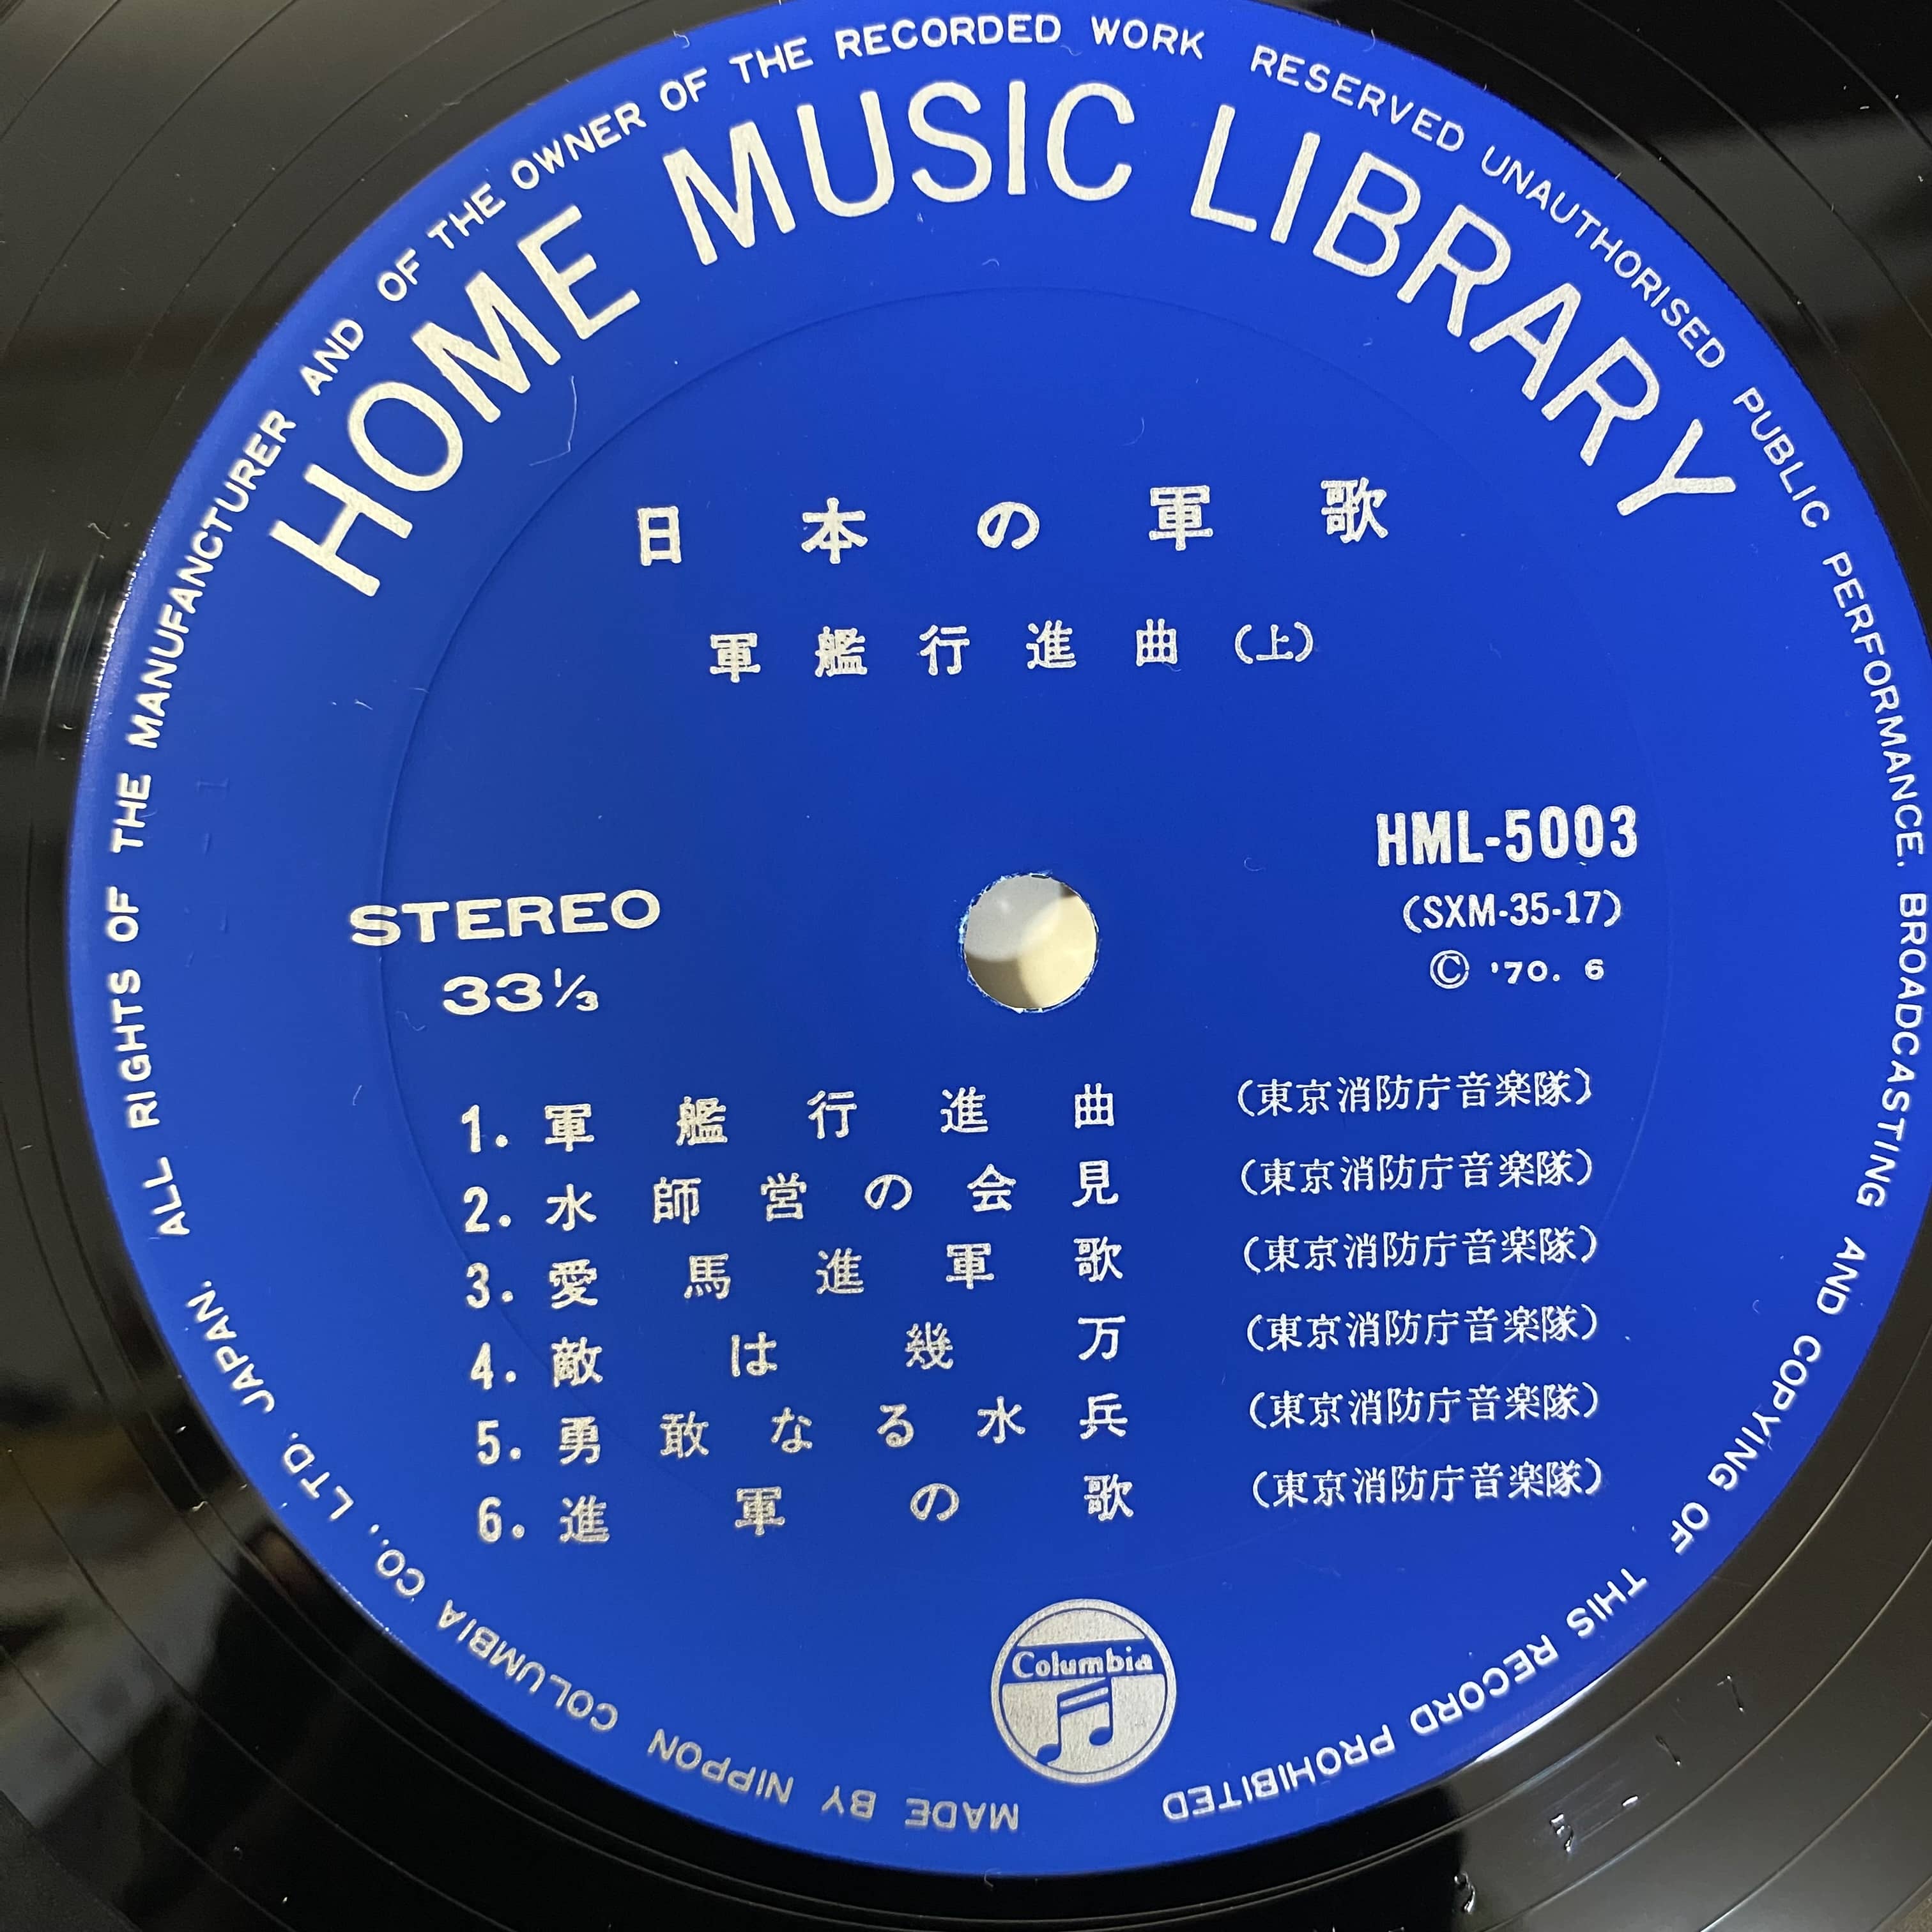 HOME MUSIC LIBRARY
日本の軍歌
軍艦行進曲(上)
STEREO
33⅓
HML-5003
(SXM-35-17)
© '70. 6
1. 軍艦行進曲 (東京消防庁音楽隊)
2. 水師営の会見 (東京消防庁音楽隊)
3. 愛馬進軍歌 (東京消防庁音楽隊)
4. 敵は幾万 (東京消防庁音楽隊)
5. 勇敢なる水兵 (東京消防庁音楽隊)
6. 進軍の歌 (東京消防庁音楽隊)
Columbia
MADE BY NIPPON COLUMBIA CO., LTD. JAPAN. ALL RIGHTS OF THE MANUFANCTURER AND OF THE OWNER OF THE RECORDED WORK RESERVED UNAUTHORISED PUBLIC PERFORMANCE. BROADCASTING AND COPYING OF THIS RECORD PROHIBITED